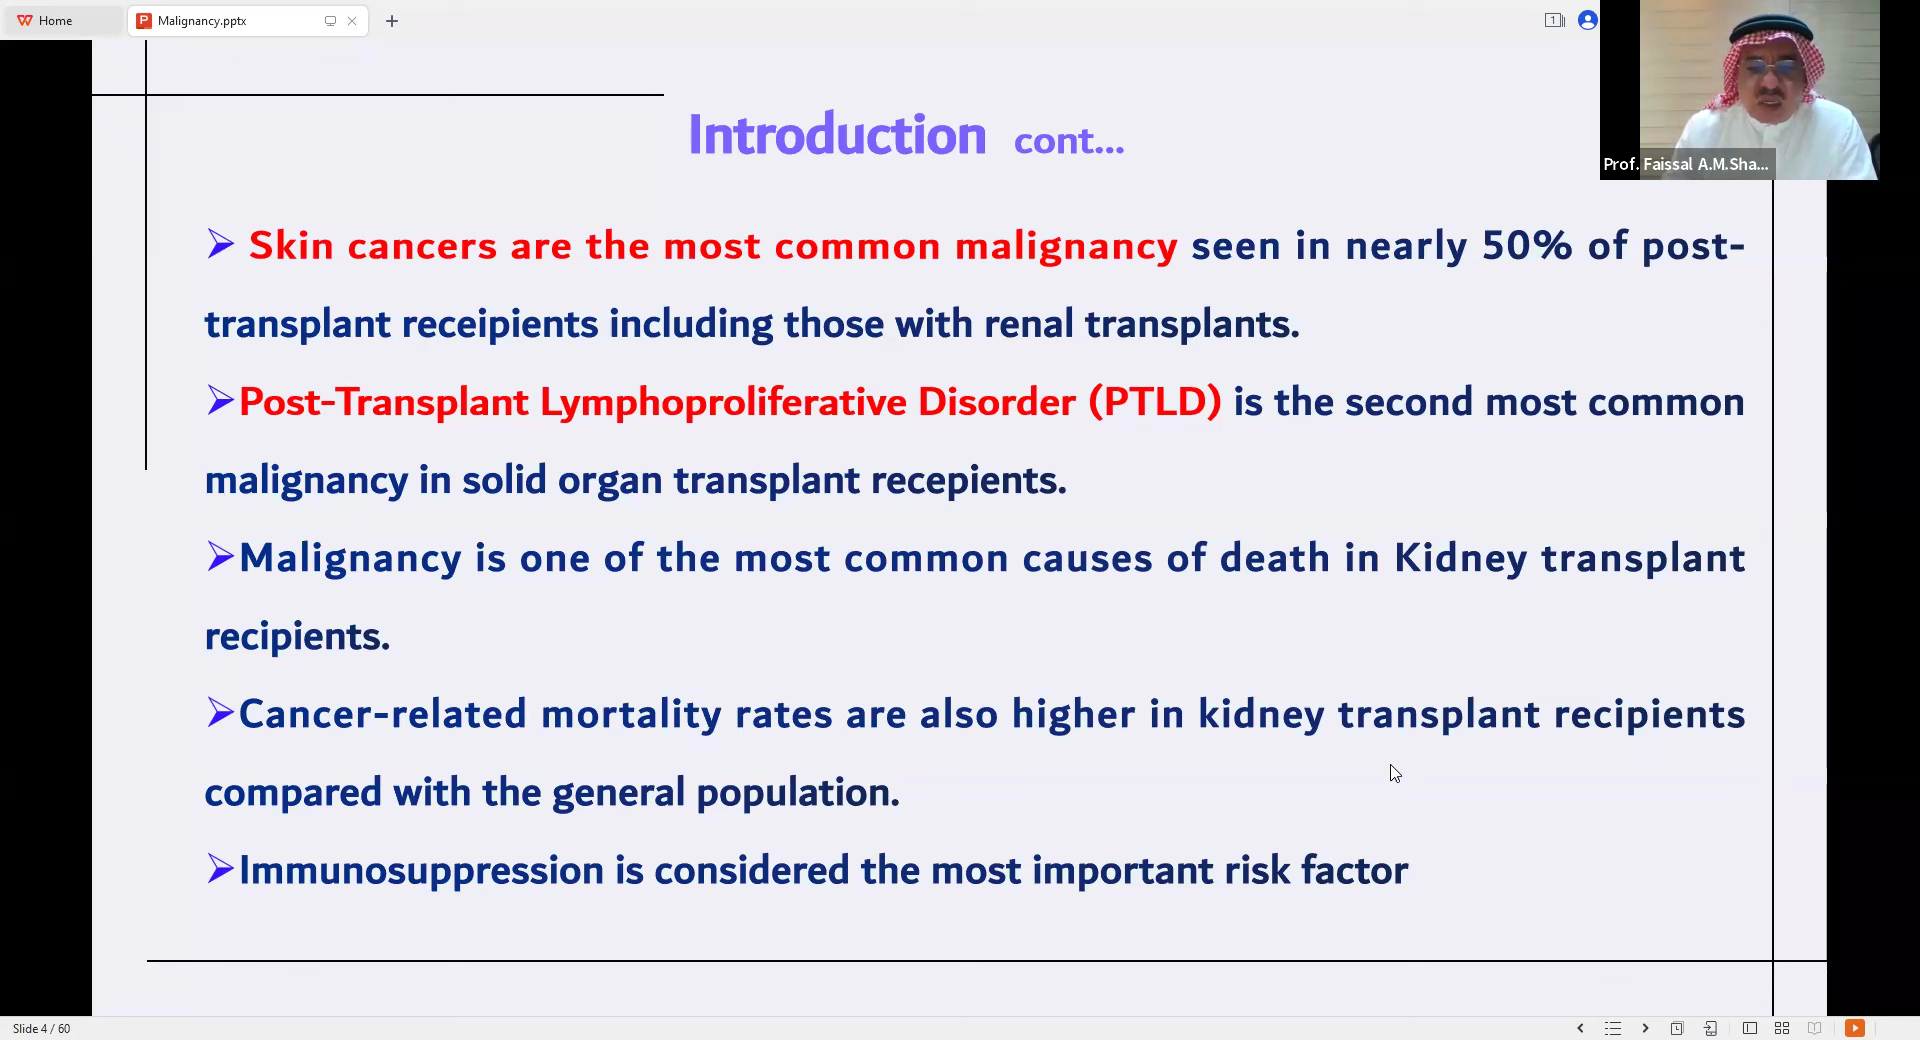 Home
Malignancy.pptx
1
Prof. Faissal A.M.Sha...
Introduction cont...
Skin cancers are the most common malignancy seen in nearly 50% of post-
transplant receipients including those with renal transplants.
Post-Transplant Lymphoproliferative Disorder (PTLD) is the second most common
malignancy in solid organ transplant recepients.
Malignancy is one of the most common causes of death in Kidney transplant
recipients.
Cancer-related mortality rates are also higher in kidney transplant recipients
compared with the general population.
Immunosuppression is considered the most important risk factor
Slide 4 / 60